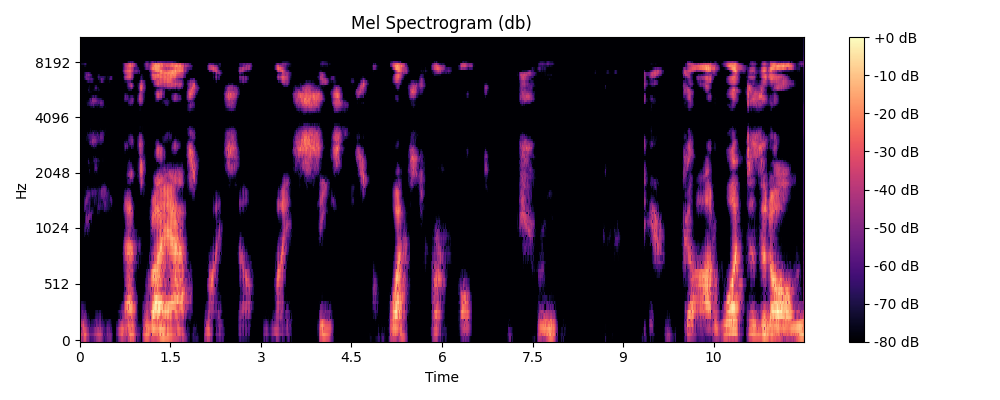 Mel Spectrogram (db)
8192
4096
2048
1024
512
0
Hz
0 1.5 3 4.5 6 7.5 9 10
Time
+0 dB
-10 dB
-20 dB
-30 dB
-40 dB
-50 dB
-60 dB
-70 dB
-80 dB